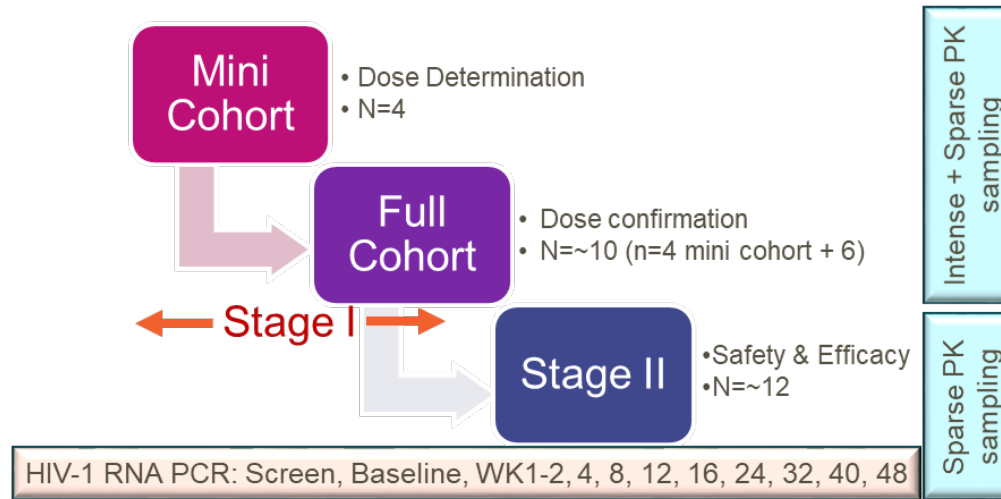 Mini
Cohort
• Dose Determination
• N=4
Full
Cohort
• Dose confirmation
• N=~10 (n=4 mini cohort + 6)
Stage I
Stage II
•Safety & Efficacy
•N=~12
Intense + Sparse PK
sampling
Sparse PK
sampling
HIV-1 RNA PCR: Screen, Baseline, WK1-2, 4, 8, 12, 16, 24, 32, 40, 48